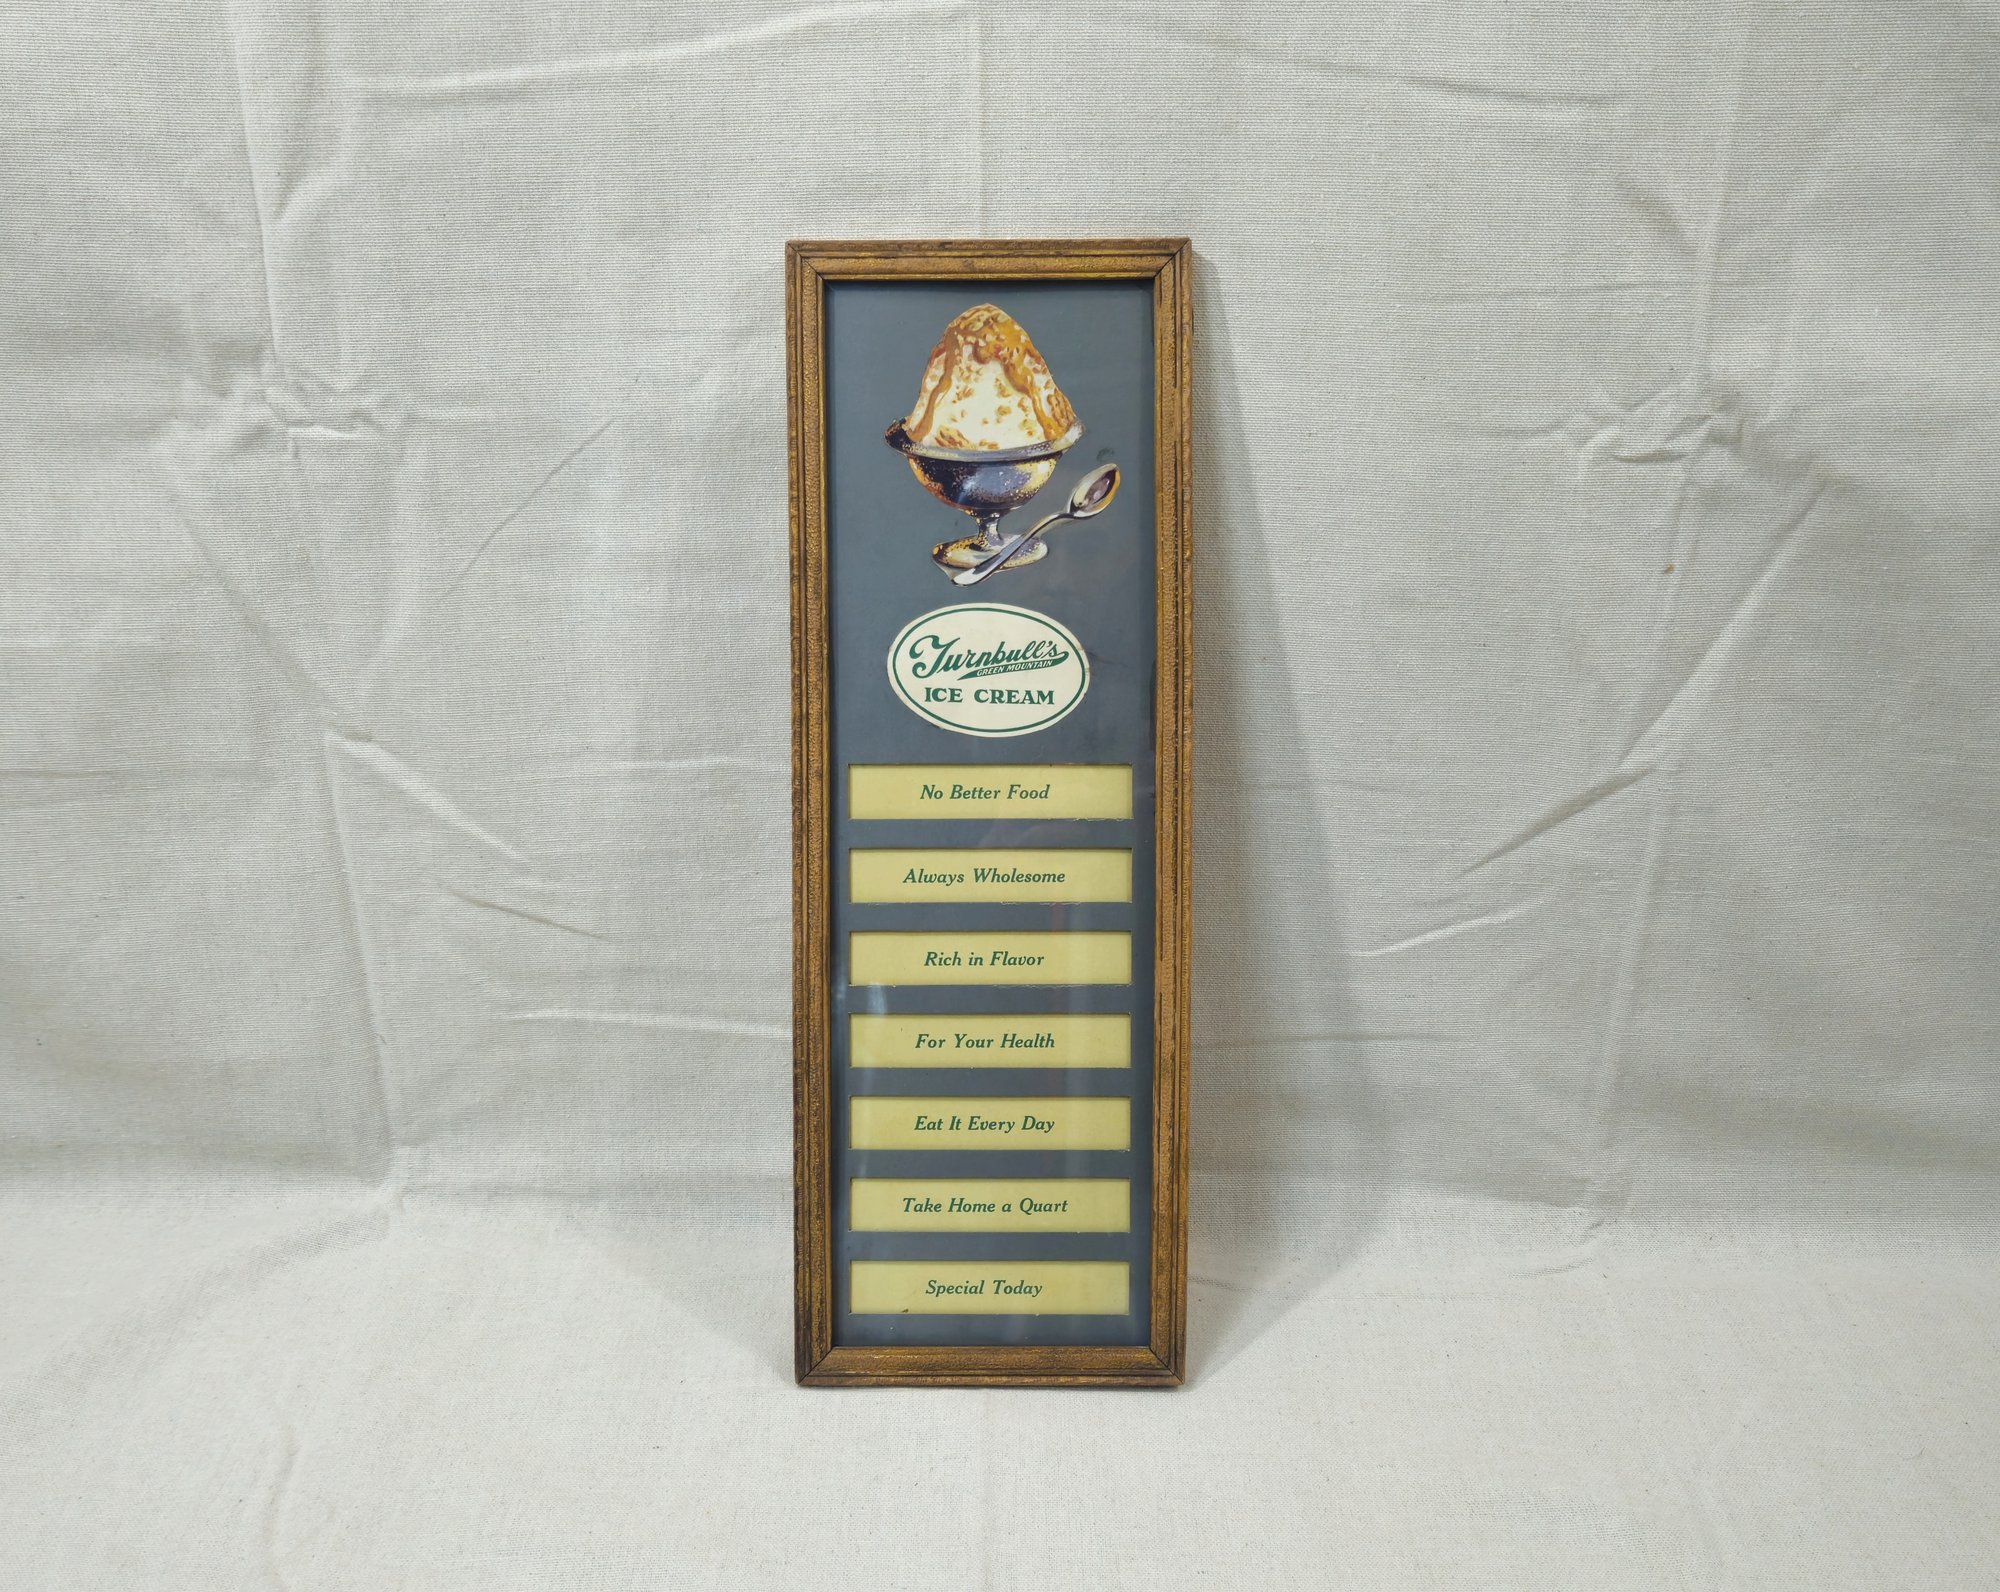 Turnbull's
GREEN MOUNTAIN
ICE CREAM
No Better Food
Always Wholesome
Rich in Flavor
For Your Health
Eat It Every Day
Take Home a Quart
Special Today